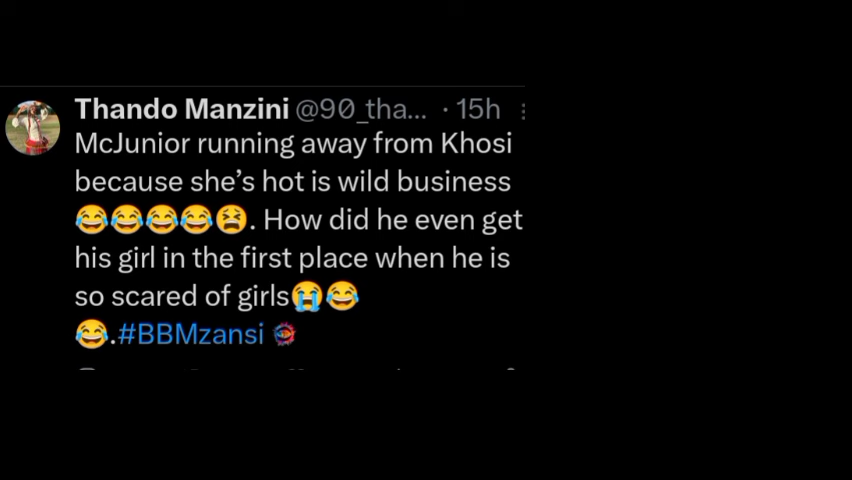 Thando Manzini @90_tha... · 15h
McJunior running away from Khosi
because she's hot is wild business
😂😂😂😂😫. How did he even get
his girl in the first place when he is
so scared of girls😭😂
😂.#BBMzansi